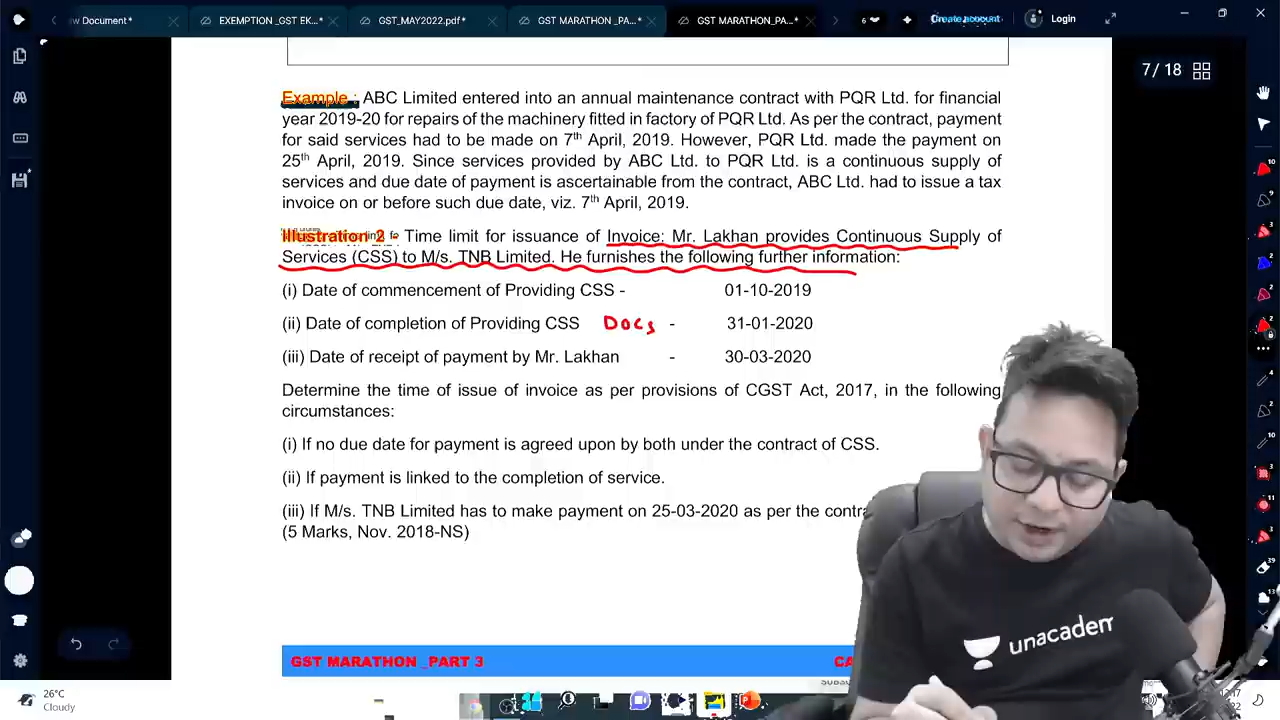 EXEMPTION _GST EK...*
GST_MAY2022.pdf*
GST MARATHON _PA...*
GST MARATHON_PA...*
6
Create account
Login
7/ 18
Example : ABC Limited entered into an annual maintenance contract with PQR Ltd. for financial
year 2019-20 for repairs of the machinery fitted in factory of PQR Ltd. As per the contract, payment
for said services had to be made on 7th April, 2019. However, PQR Ltd. made the payment on
25th April, 2019. Since services provided by ABC Ltd. to PQR Ltd. is a continuous supply of
services and due date of payment is ascertainable from the contract, ABC Ltd. had to issue a tax
invoice on or before such due date, viz. 7th April, 2019.
Illustration 2 - Time limit for issuance of Invoice: Mr. Lakhan provides Continuous Supply of
Services (CSS) to M/s. TNB Limited. He furnishes the following further information:
(i) Date of commencement of Providing CSS - 01-10-2019
(ii) Date of completion of Providing CSS DOCs - 31-01-2020
(iii) Date of receipt of payment by Mr. Lakhan - 30-03-2020
Determine the time of issue of invoice as per provisions of CGST Act, 2017, in the following
circumstances:
(i) If no due date for payment is agreed upon by both under the contract of CSS.
(ii) If payment is linked to the completion of service.
(iii) If M/s. TNB Limited has to make payment on 25-03-2020 as per the
(5 Marks, Nov. 2018-NS)
unacadem
GST MARATHON _PART 3
26°C
Cloudy